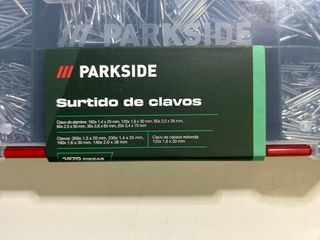 /// PARKSIDE
/// PARKSIDE
Surtido de clavos
Clavo de alambre: 160x 1,4 x 25 mm, 120x 1,6 x 30 mm, 60x 2,0 x 38 mm,
60x 2,3 x 50 mm, 30x 2,8 x 65 mm, 20x 3,4 x 75 mm
Clavos: 350x 1,3 x 20 mm, 230x 1,4 x 25 mm,
160x 1,6 x 30 mm, 140x 2,0 x 38 mm
Clavo de cabeza redonda:
120x 1,6 x 30 mm
PIEZAS